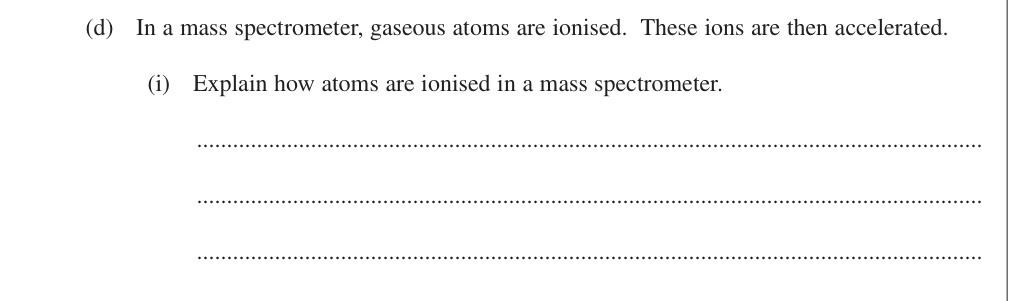 (d) In a mass spectrometer, gaseous atoms are ionised. These ions are then accelerated.
(i) Explain how atoms are ionised in a mass spectrometer.